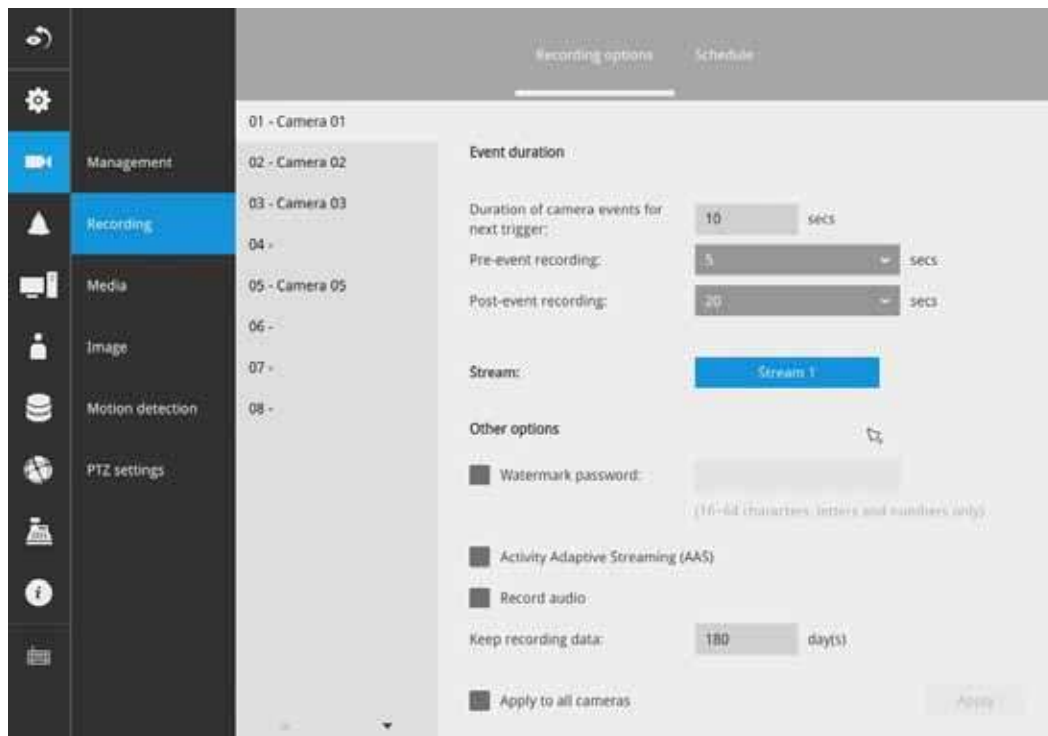 Recording options
Schedule
01 - Camera 01
02 - Camera 02
03 - Camera 03
04 -
05 - Camera 05
06 -
07 -
08 -
Management
Recording
Media
Image
Motion detection
PTZ settings
Event duration
Duration of camera events for
next trigger:
10 secs
Pre-event recording: 5 secs
Post-event recording: 20 secs
Stream: Stream 1
Other options
Watermark password:
(16~64 characters, letters and numbers only)
Activity Adaptive Streaming (AAS)
Record audio
Keep recording data: 180 day(s)
Apply to all cameras
Apply